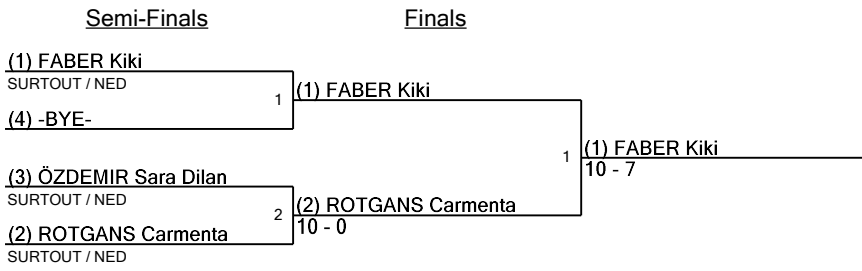 Semi-Finals Finals
(1) FABER Kiki
SURTOUT / NED
1 (1) FABER Kiki
(4) -BYE-
1 (1) FABER Kiki
10 - 7
(3) ÖZDEMIR Sara Dilan
SURTOUT / NED
2 (2) ROTGANS Carmenta
10 - 0
(2) ROTGANS Carmenta
SURTOUT / NED